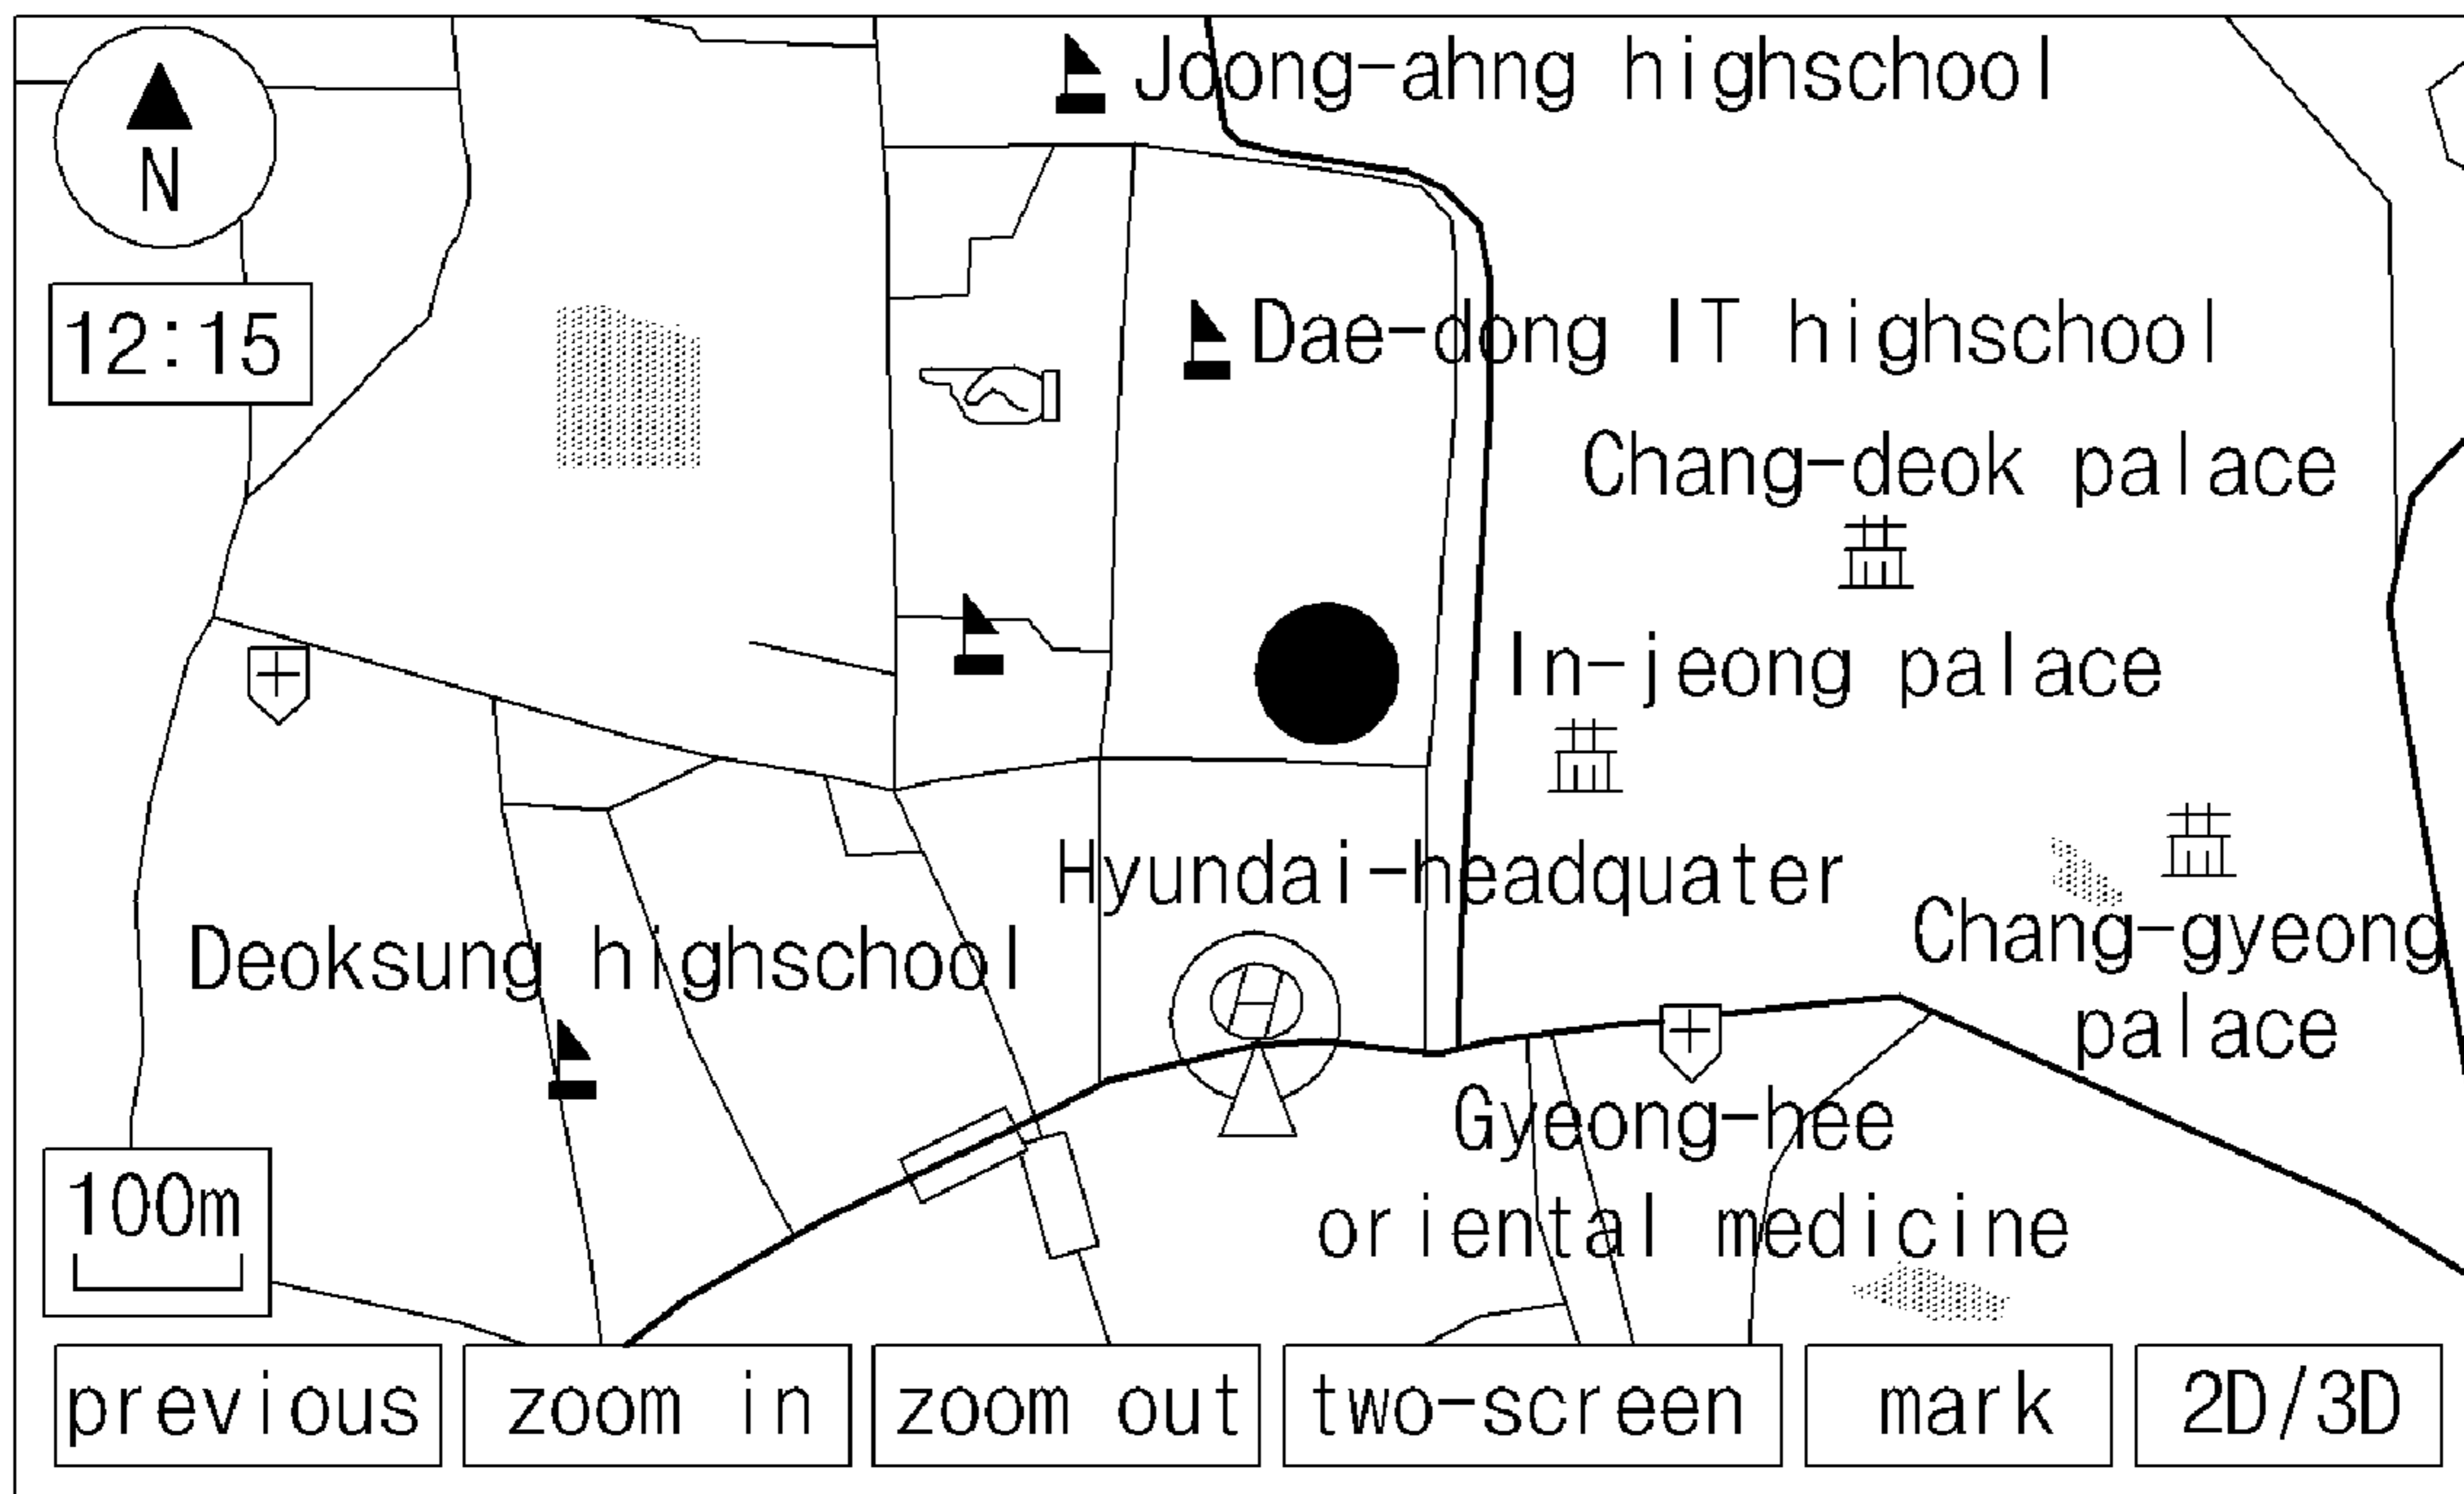 Joong-ahng highschool
N
12:15
Dae-dong IT highschool
Chang-deok palace
In-jeong palace
Hyundai-headquater
Chang-gyeong
palace
Deoksung highschool
H
Gyeong-hee
oriental medicine
100m
previous
zoom in
zoom out
two-screen
mark
2D/3D